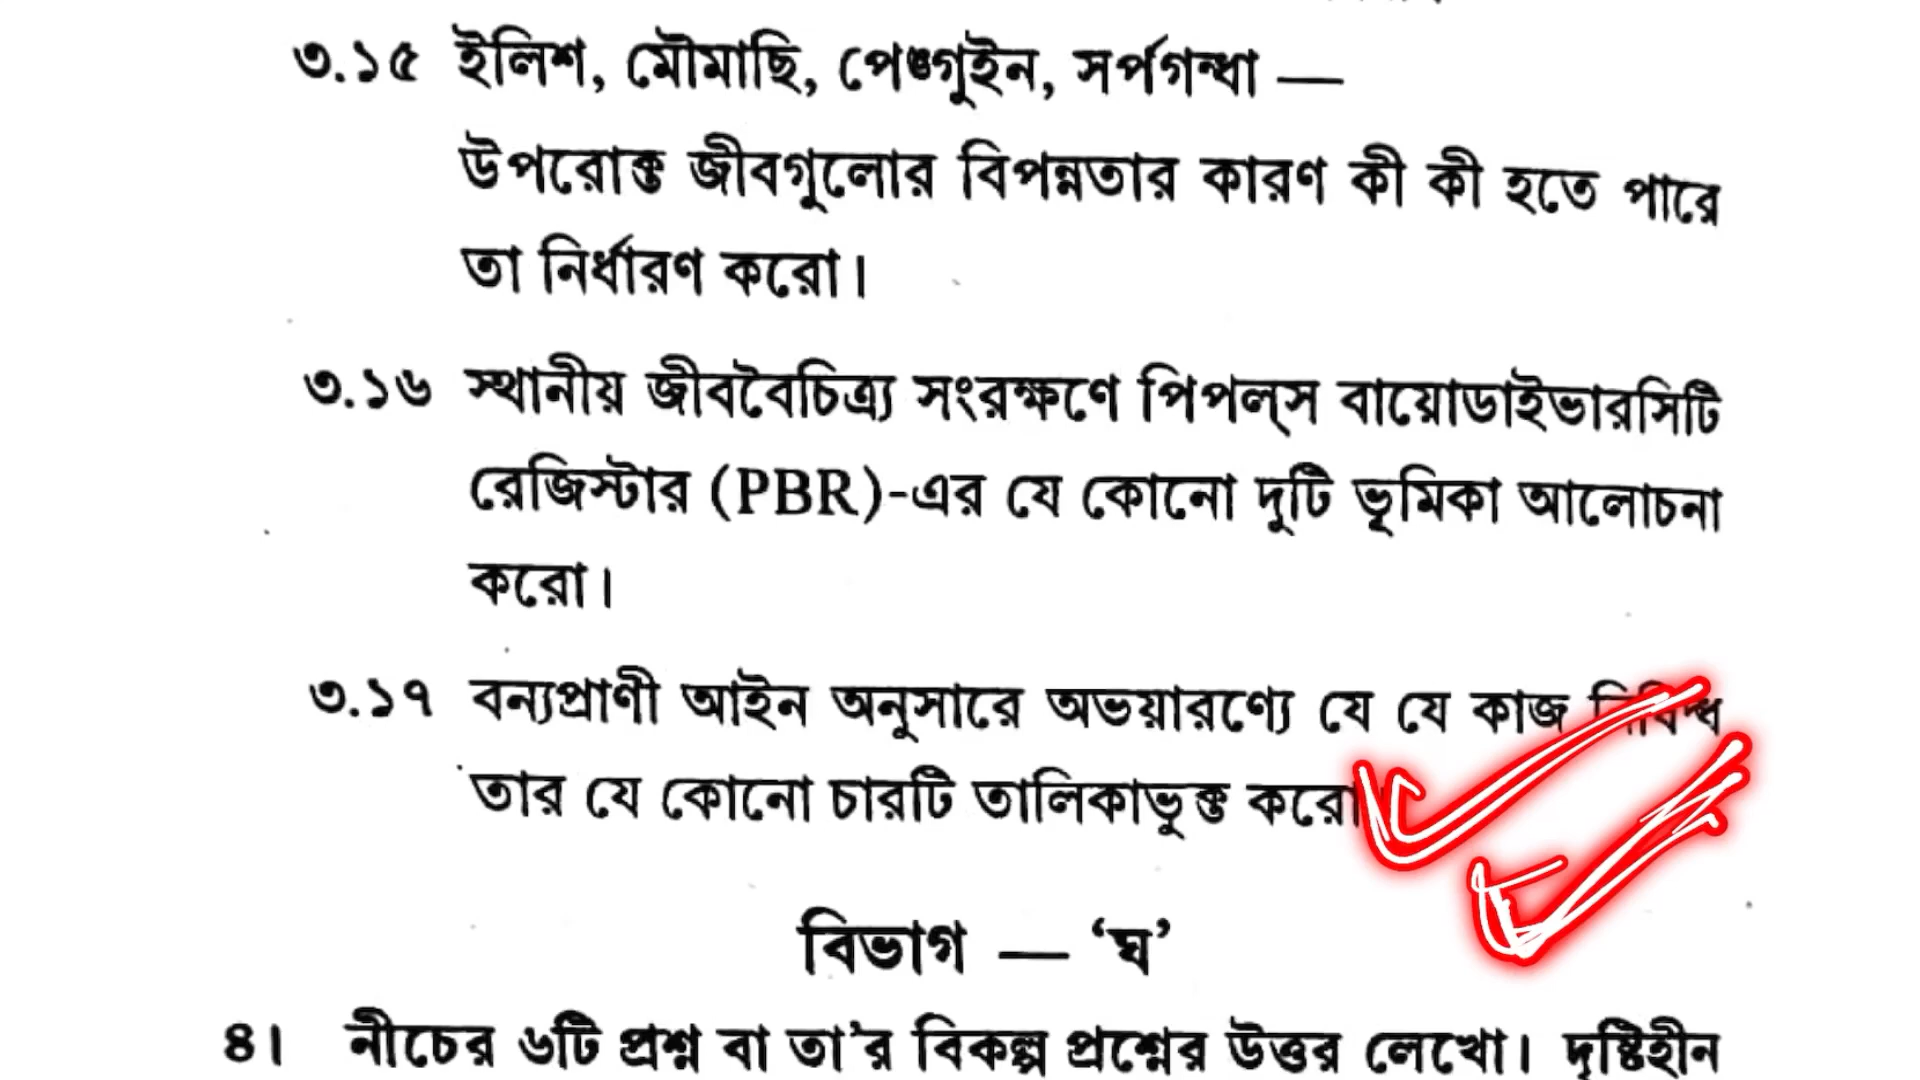 ৩.১৫ ইলিশ, মৌমাছি, পেঙ্গুইন, সর্পগন্ধা —
উপরোক্ত জীবগুলোর বিপন্নতার কারণ কী কী হতে পারে
তা নির্ধারণ করো।
৩.১৬ স্থানীয় জীববৈচিত্র্য সংরক্ষণে পিপল্‌স বায়োডাইভারসিটি
রেজিস্টার (PBR)-এর যে কোনো দুটি ভূমিকা আলোচনা
করো।
৩.১৭ বন্যপ্রাণী আইন অনুসারে অভয়ারণ্যে যে যে কাজ নিষিদ্ধ
তার যে কোনো চারটি তালিকাভুক্ত করো
বিভাগ — ‘ঘ’
৪। নীচের ৬টি প্রশ্ন বা তা'র বিকল্প প্রশ্নের উত্তর লেখো। দৃষ্টিহীন